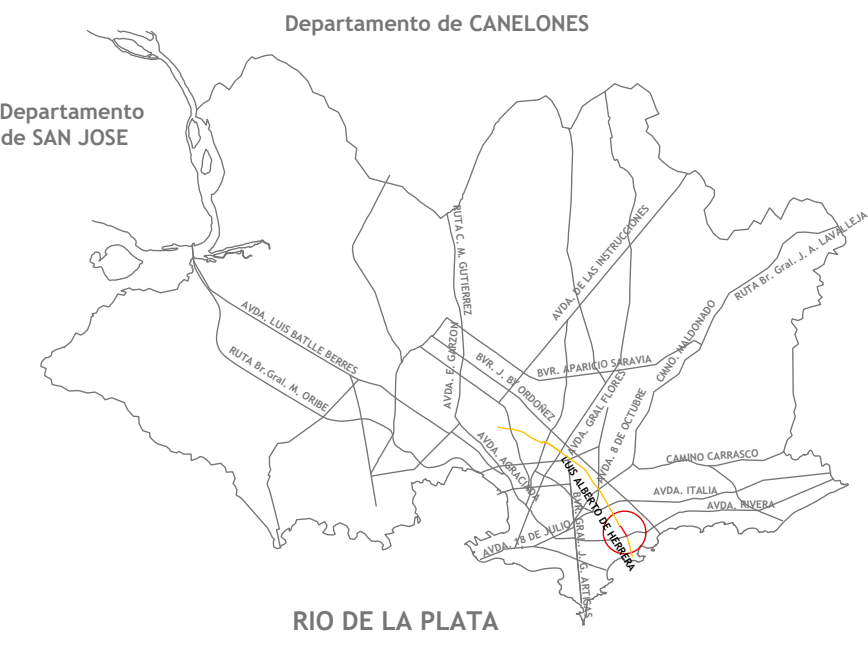 Departamento de CANELONES
Departamento
de SAN JOSE
RUTA C. M. GUTIERREZ
AVDA. DE LAS INSTRUCCIONES
RUTA Br. Gral. J. A. LAVALLEJA
AVDA. LUIS BATLLE BERRES
RUTA Br.Gral. M. ORIBE
AVDA. E. GARZON
BVR. J. BY ORDOÑEZ
BVR. APARICIO SARAVIA
CMNO. MALDONADO
AVDA. GRAL FLORES
AVDA. 8 DE OCTUBRE
AVDA. AGRACIADA
CAMINO CARRASCO
AVDA. ITALIA
AVDA. RIVERA
LUIS ALBERTO DE HERRERA
AVDA. 18 DE JULIO
BVR. GRAL. J. G. ARTIGAS
RIO DE LA PLATA